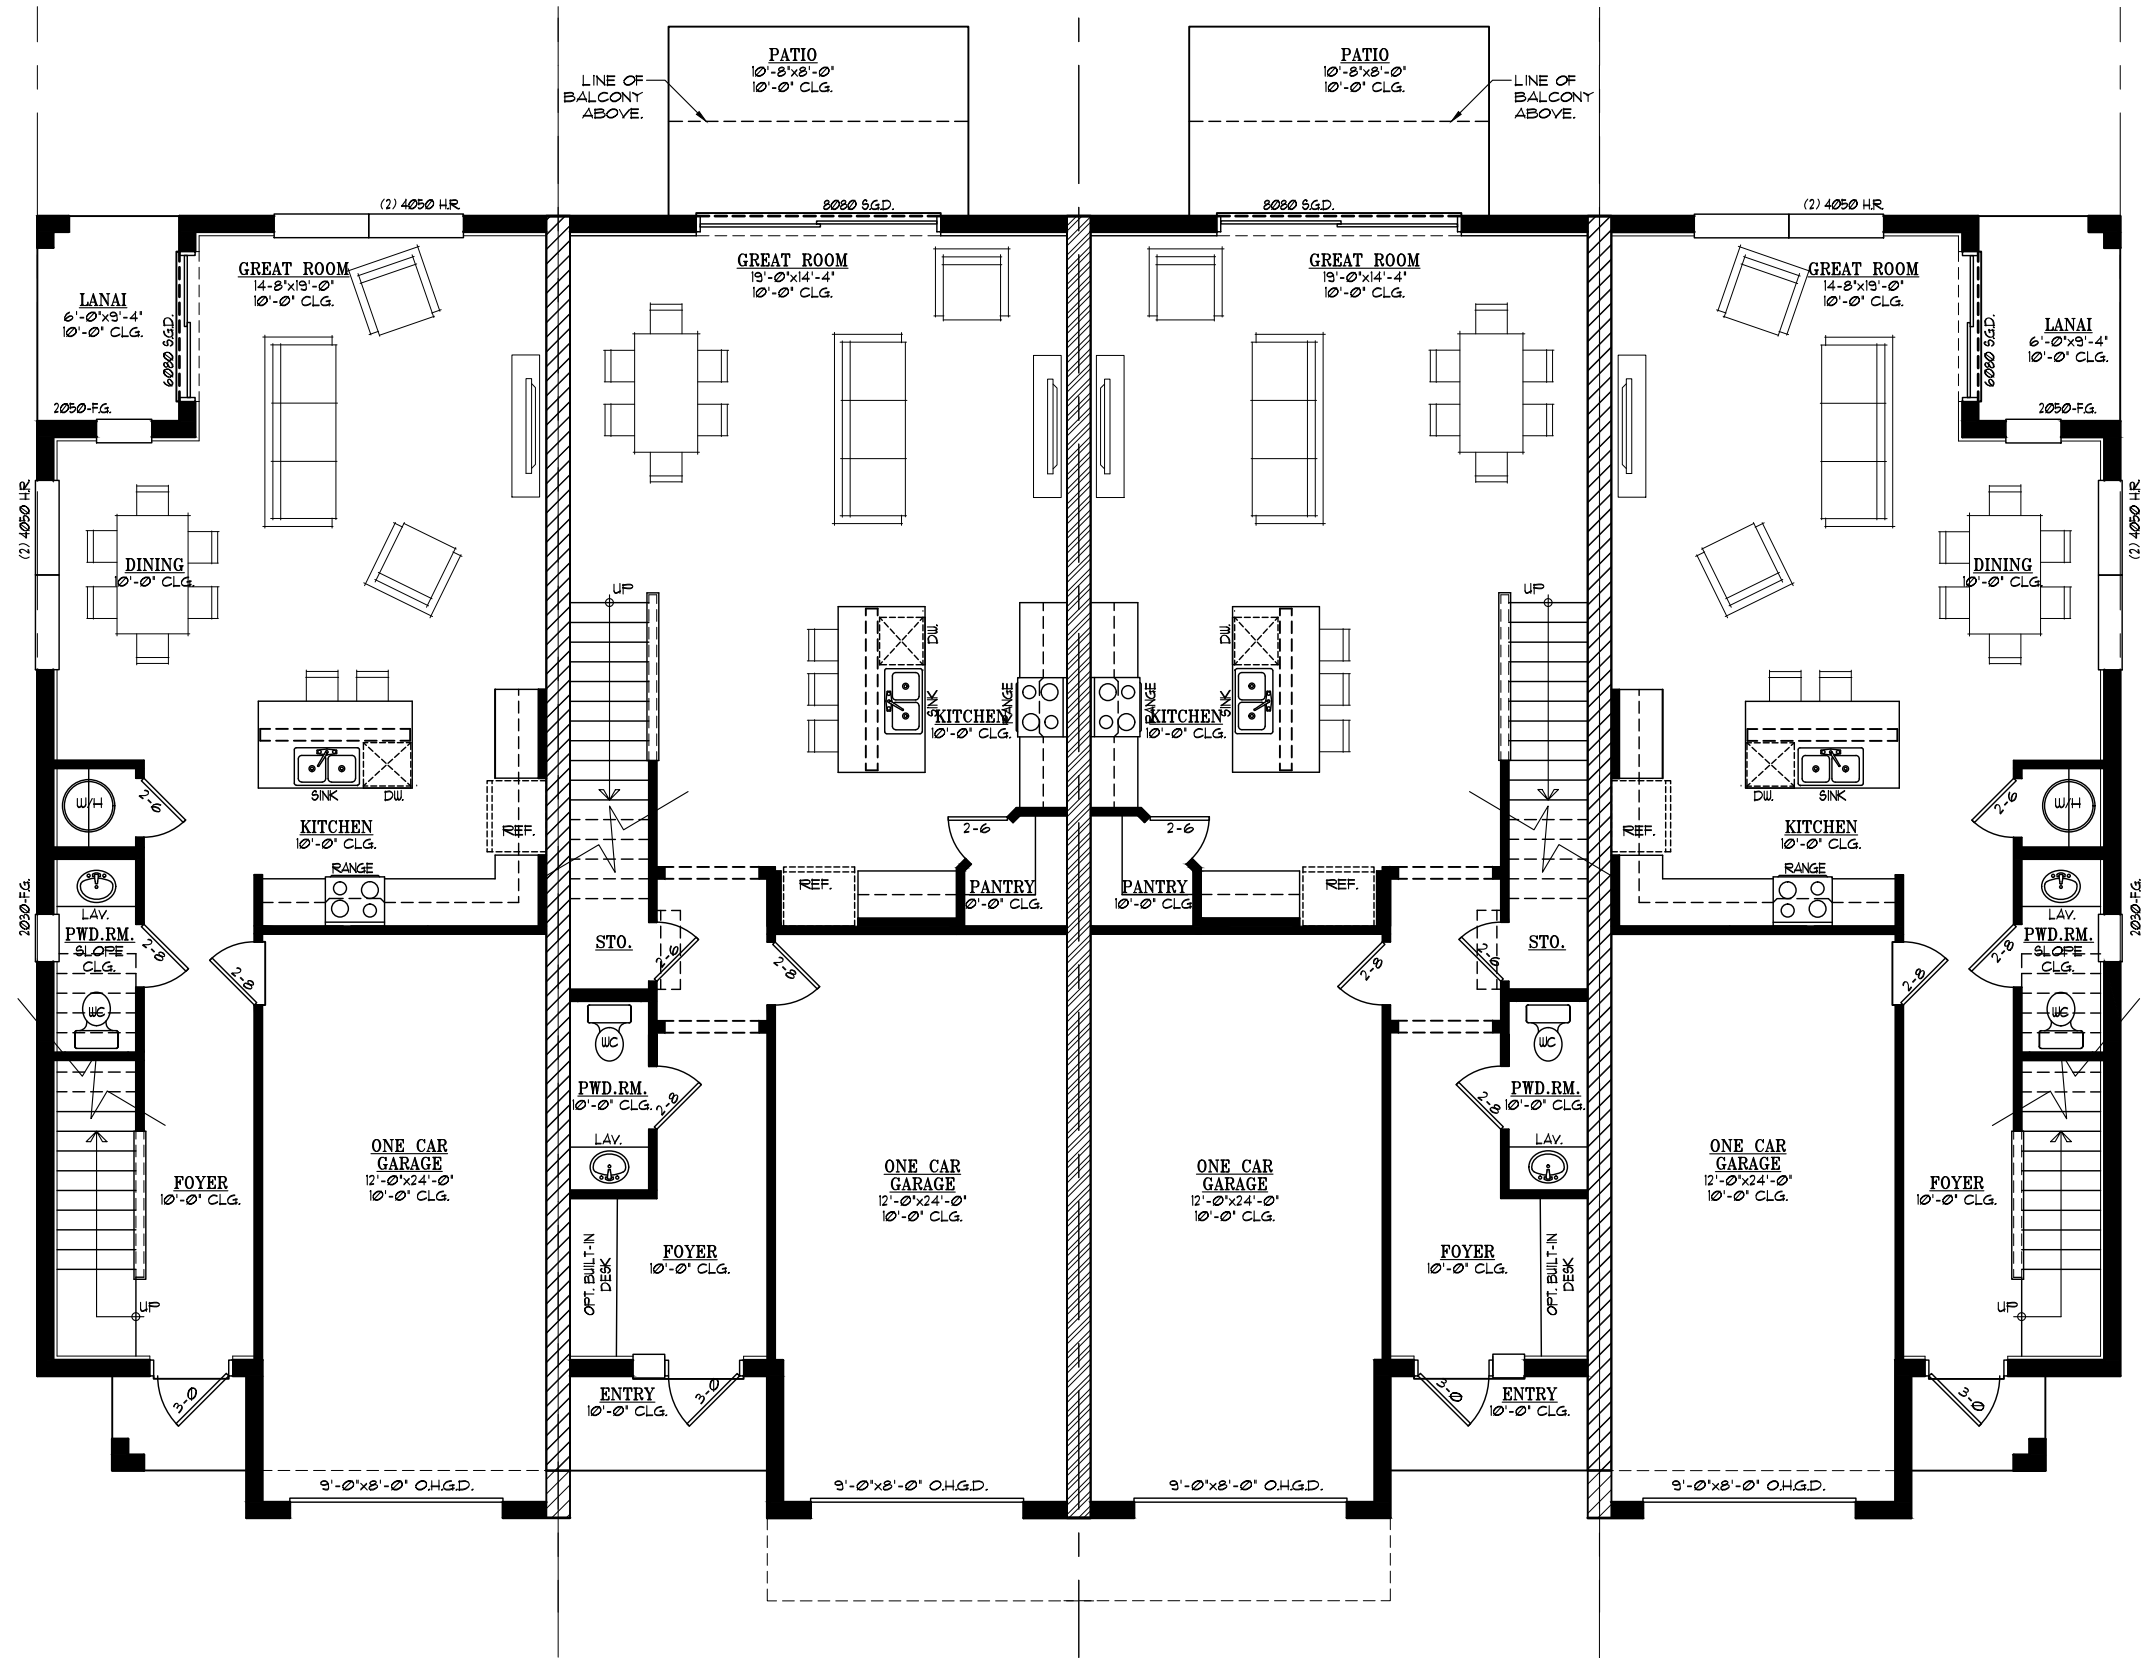 PATIO
10'-8"x8'-0"
10'-0" CLG.
LINE OF
BALCONY
ABOVE.
PATIO
10'-8"x8'-0"
10'-0" CLG.
LINE OF
BALCONY
ABOVE.
(2) 4050 H.R.
8080 S.G.D.
8080 S.G.D.
(2) 4050 H.R.
GREAT ROOM
14-8"x19'-0"
10'-0" CLG.
GREAT ROOM
19'-0"x14'-4"
10'-0" CLG.
GREAT ROOM
19'-0"x14'-4"
10'-0" CLG.
GREAT ROOM
14-8"x19'-0"
10'-0" CLG.
LANAI
6'-0"x9'-4"
10'-0" CLG.
6080 S.G.D.
2050-F.G.
LANAI
6'-0"x9'-4"
10'-0" CLG.
6080 S.G.D.
2050-F.G.
(2) 4050 H.R.
DINING
10'-0" CLG.
DINING
10'-0" CLG.
(2) 4050 H.R.
UP
UP
DW.
SINK
RANGE
KITCHEN
10'-0" CLG.
DW.
SINK
RANGE
KITCHEN
10'-0" CLG.
SINK
DW.
KITCHEN
10'-0" CLG.
REF.
RANGE
DW.
SINK
KITCHEN
10'-0" CLG.
REF.
RANGE
W/H
2-6
2-6
2-6
2-6
W/H
REF.
PANTRY
10'-0" CLG.
PANTRY
10'-0" CLG.
REF.
2030-F.G.
LAV.
PWD.RM.
SLOPE
CLG.
WC
2-8
2-8
STO.
2-6
2-8
2-8
2-6
STO.
2-8
2-8
LAV.
PWD.RM.
SLOPE
CLG.
WC
2030-F.G.
WC
PWD.RM.
10'-0" CLG.
2-8
LAV.
WC
PWD.RM.
10'-0" CLG.
2-8
LAV.
FOYER
10'-0" CLG.
ONE CAR
GARAGE
12'-0"x24'-0"
10'-0" CLG.
ONE CAR
GARAGE
12'-0"x24'-0"
10'-0" CLG.
ONE CAR
GARAGE
12'-0"x24'-0"
10'-0" CLG.
ONE CAR
GARAGE
12'-0"x24'-0"
10'-0" CLG.
FOYER
10'-0" CLG.
OPT. BUILT-IN
DESK
FOYER
10'-0" CLG.
FOYER
10'-0" CLG.
OPT. BUILT-IN
DESK
UP
UP
3-0
ENTRY
10'-0" CLG.
3-0
3-0
ENTRY
10'-0" CLG.
3-0
9'-0"x8'-0" O.H.G.D.
9'-0"x8'-0" O.H.G.D.
9'-0"x8'-0" O.H.G.D.
9'-0"x8'-0" O.H.G.D.